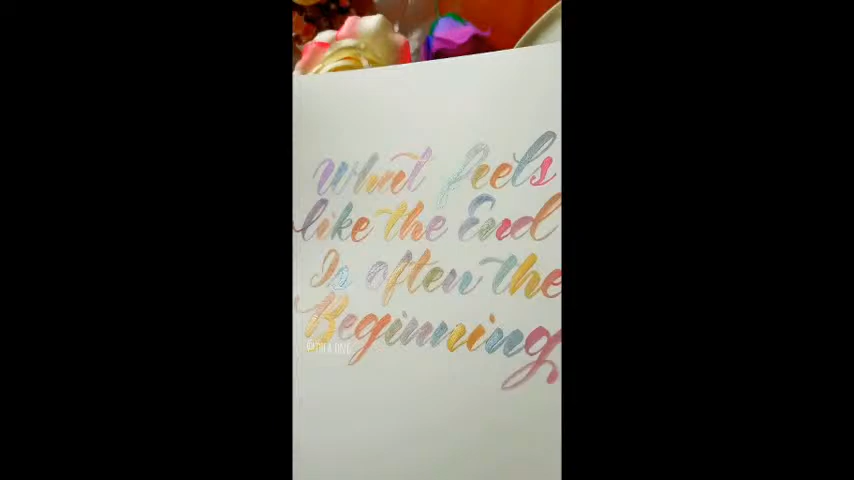 What feels
like the End
Is often the
Beginning